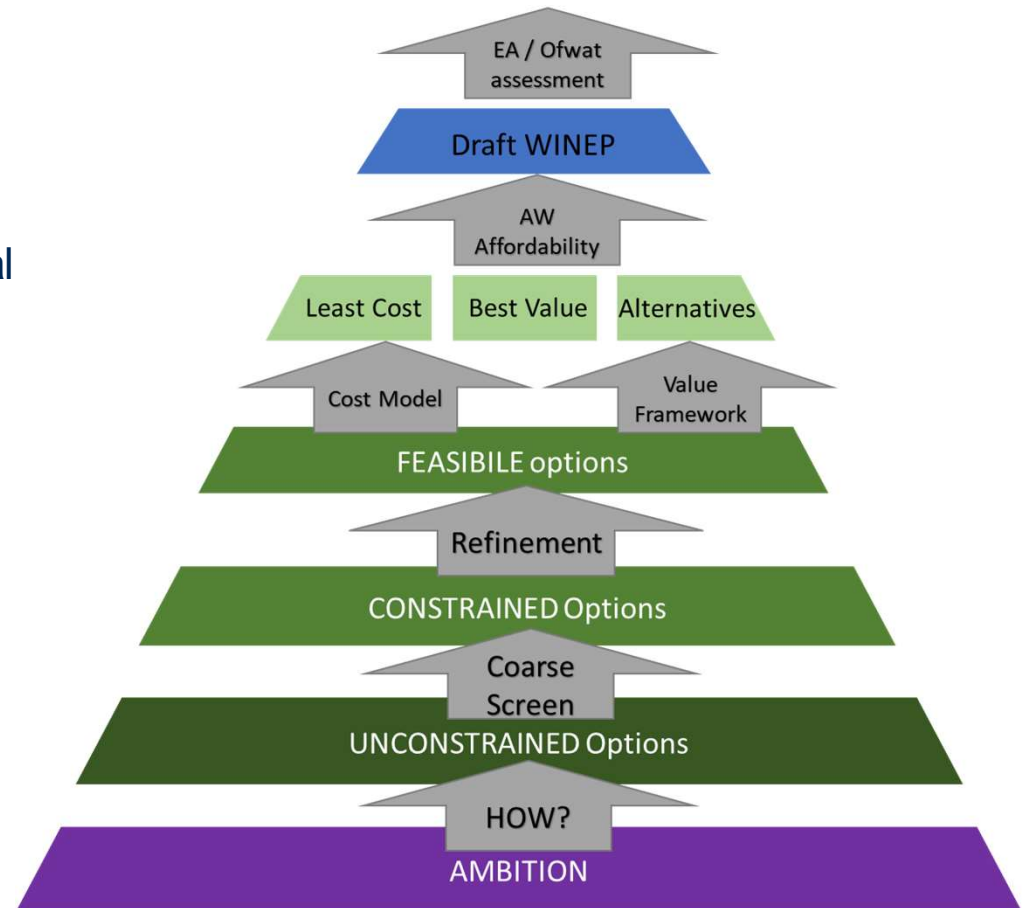 EA / Ofwat
assessment
Draft WINEP
AW
Affordability
al
Least Cost
Best Value
Alternatives
Cost Model
Value
Framework
FEASIBILE options
Refinement
CONSTRAINED Options
Coarse
Screen
UNCONSTRAINED Options
HOW?
AMBITION